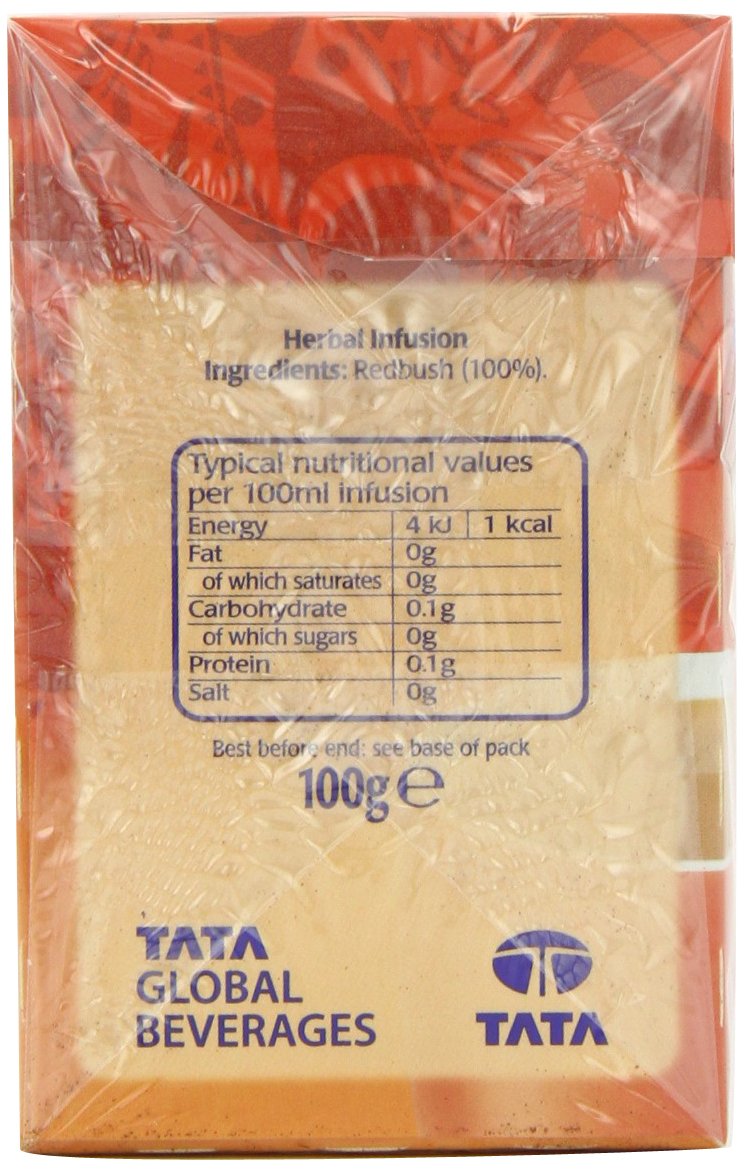 Herbal Infusion
Ingredients: Redbush (100%).
Typical nutritional values
per 100ml infusion
Energy 4 kJ 1 kcal
Fat 0g
of which saturates 0g
Carbohydrate 0.1g
of which sugars 0g
Protein 0.1g
Salt 0g
Best before end: see base of pack
100g ℮
TATA
GLOBAL
BEVERAGES
TATA